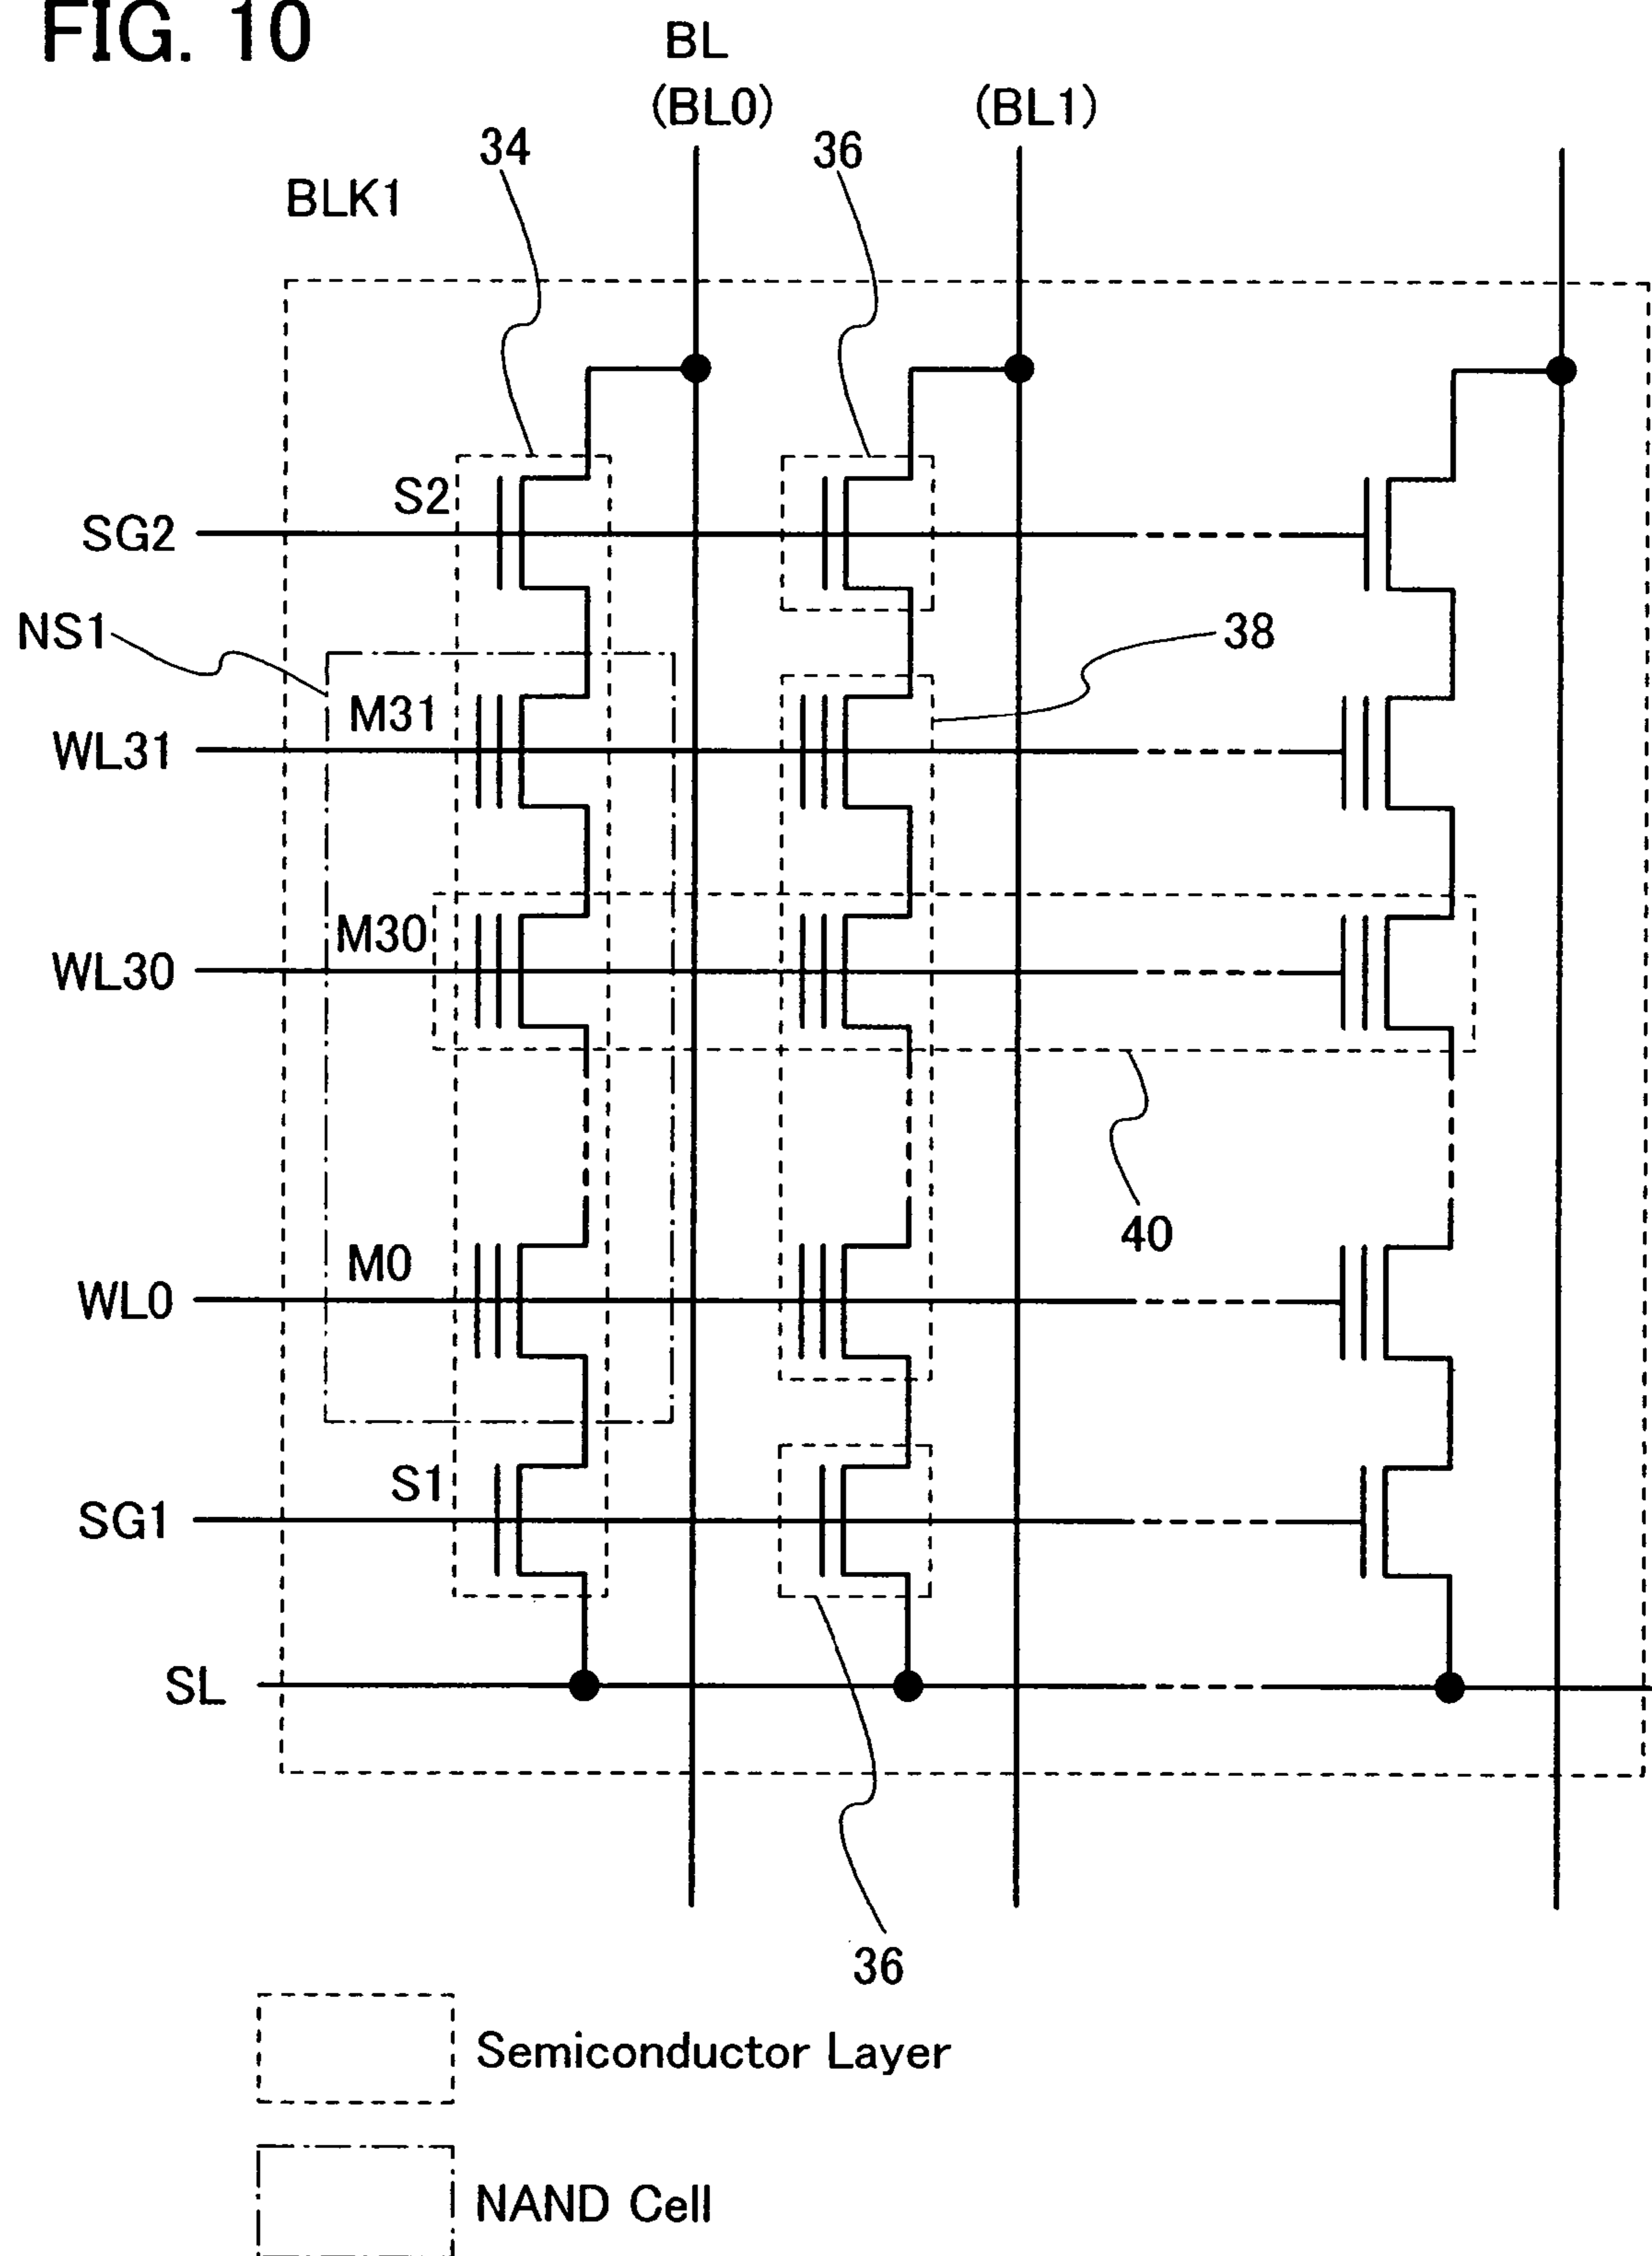 FIG. 10
BL
(BL0)
(BL1)
34
36
BLK1
S2
SG2
NS1
38
M31
WL31
M30
WL30
40
M0
WL0
S1
SG1
SL
36
Semiconductor Layer
NAND Cell